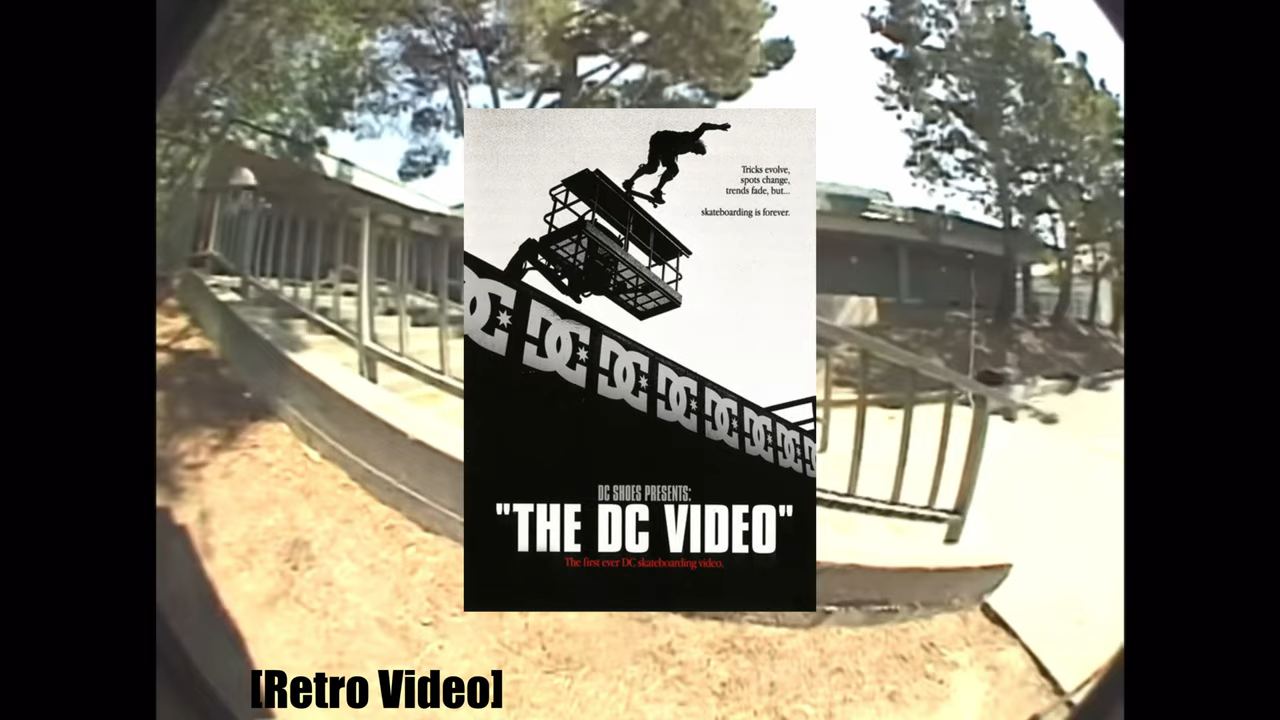 Tricks evolve,
spots change,
trends fade, but...
skateboarding is forever.
DC DC DC DC DC DC DC
DC SHOES PRESENTS:
"THE DC VIDEO"
The first ever DC skateboarding video.
[Retro Video]